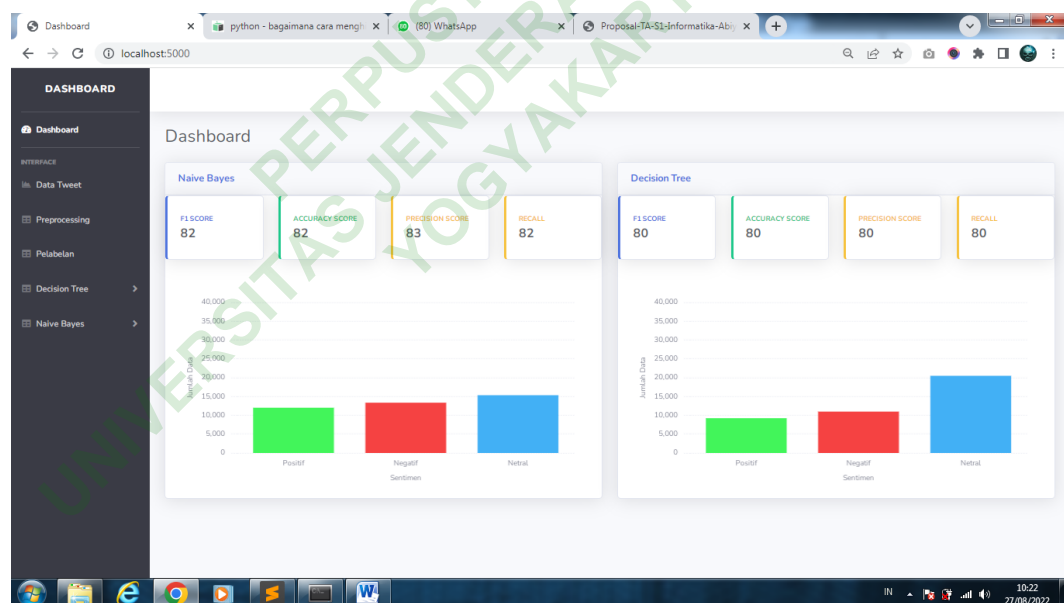 Dashboard
python - bagaimana cara mengh
(80) WhatsApp
Proposal-TA-S1-Informatika-Abiy
localhost:5000
DASHBOARD
Dashboard
INTERFACE
Data Tweet
Preprocessing
Pelabelan
Decision Tree
Naive Bayes
Dashboard
Naive Bayes
F1 SCORE
82
ACCURACY SCORE
82
PRECISION SCORE
83
RECALL
82
40,000
35,000
30,000
25,000
20,000
15,000
10,000
5,000
0
Jumlah Data
Positif
Negatif
Netral
Sentimen
Decision Tree
F1 SCORE
80
ACCURACY SCORE
80
PRECISION SCORE
80
RECALL
80
40,000
35,000
30,000
25,000
20,000
15,000
10,000
5,000
0
Jumlah Data
Positif
Negatif
Netral
Sentimen
IN
10:22
27/08/2022
UNIVERSITAS JENDER
YOGYAKAR